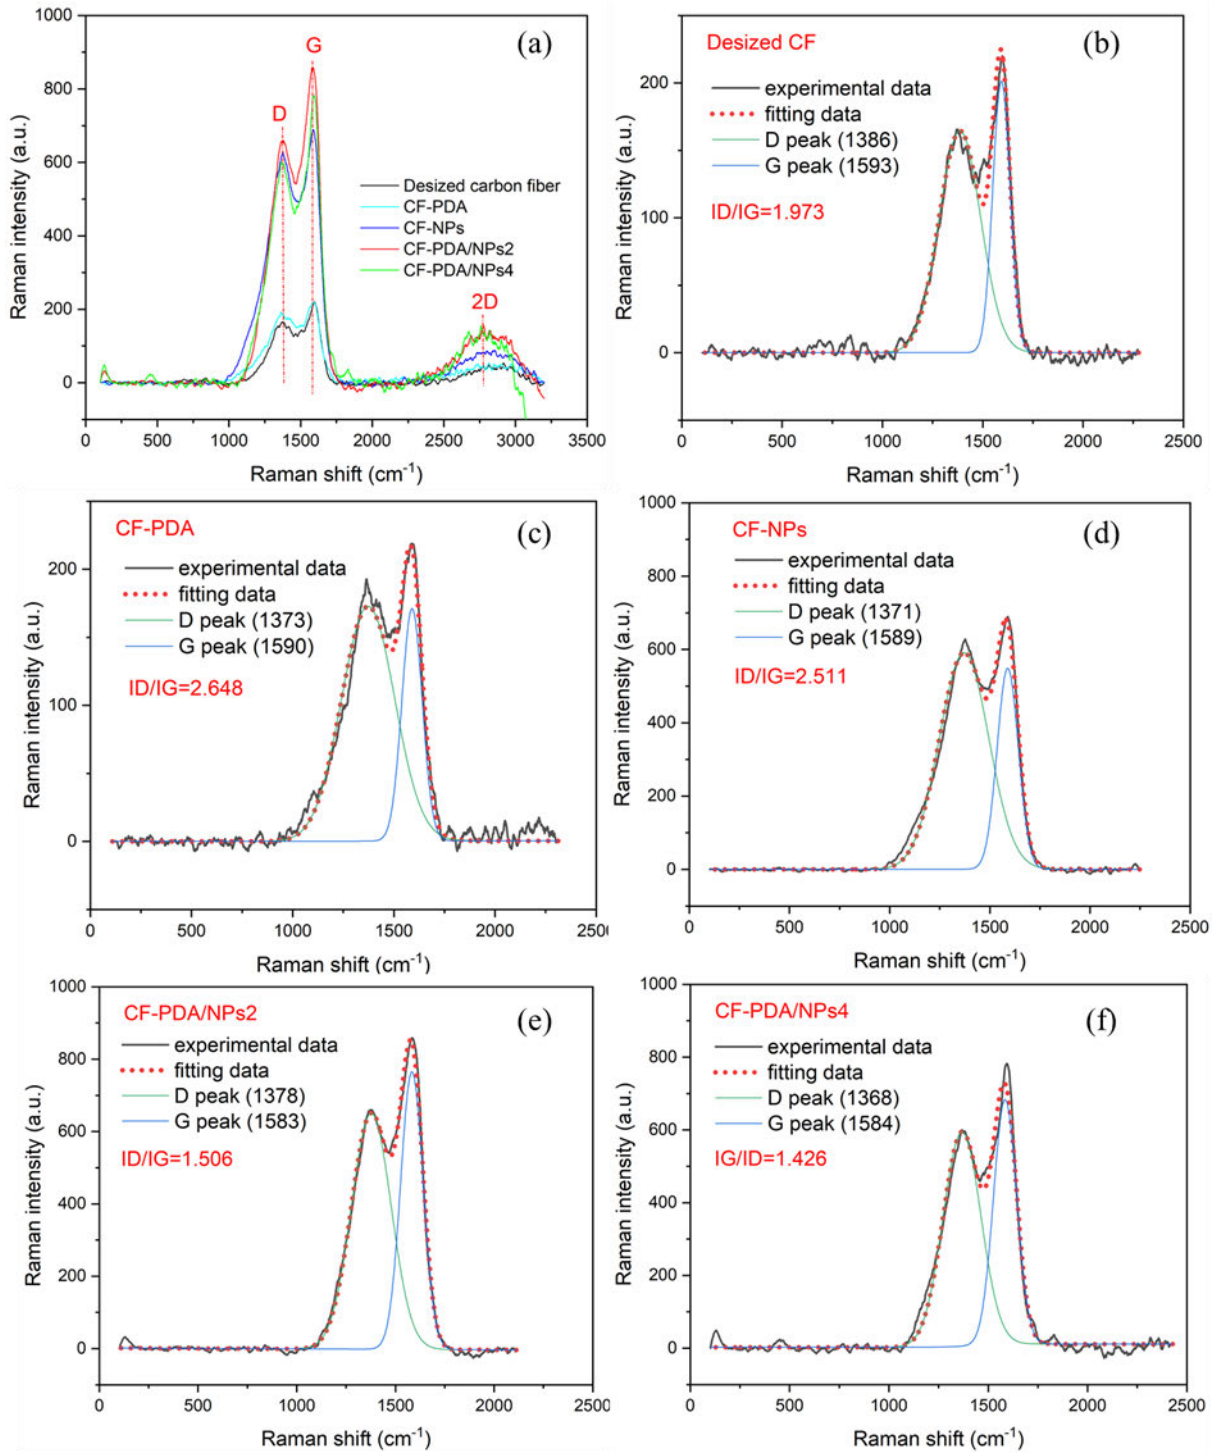 (a)
G
D
2D
Desized carbon fiber
CF-PDA
CF-NPs
CF-PDA/NPs2
CF-PDA/NPs4
1000
800
600
400
200
0
0 500 1000 1500 2000 2500 3000 3500
Raman intensity (a.u.)
Raman shift (cm⁻¹)
(b)
Desized CF
experimental data
fitting data
D peak (1386)
G peak (1593)
ID/IG=1.973
200
100
0
0 500 1000 1500 2000 2500
Raman intensity (a.u.)
Raman shift (cm⁻¹)
(c)
CF-PDA
experimental data
fitting data
D peak (1373)
G peak (1590)
ID/IG=2.648
200
100
0
0 500 1000 1500 2000 2500
Raman intensity (a.u.)
Raman shift (cm⁻¹)
(d)
CF-NPs
experimental data
fitting data
D peak (1371)
G peak (1589)
ID/IG=2.511
1000
800
600
400
200
0
0 500 1000 1500 2000 2500
Raman intensity (a.u.)
Raman shift (cm⁻¹)
(e)
CF-PDA/NPs2
experimental data
fitting data
D peak (1378)
G peak (1583)
ID/IG=1.506
1000
800
600
400
200
0
0 500 1000 1500 2000 2500
Raman intensity (a.u.)
Raman shift (cm⁻¹)
(f)
CF-PDA/NPs4
experimental data
fitting data
D peak (1368)
G peak (1584)
IG/ID=1.426
1000
800
600
400
200
0
0 500 1000 1500 2000 2500
Raman intensity (a.u.)
Raman shift (cm⁻¹)